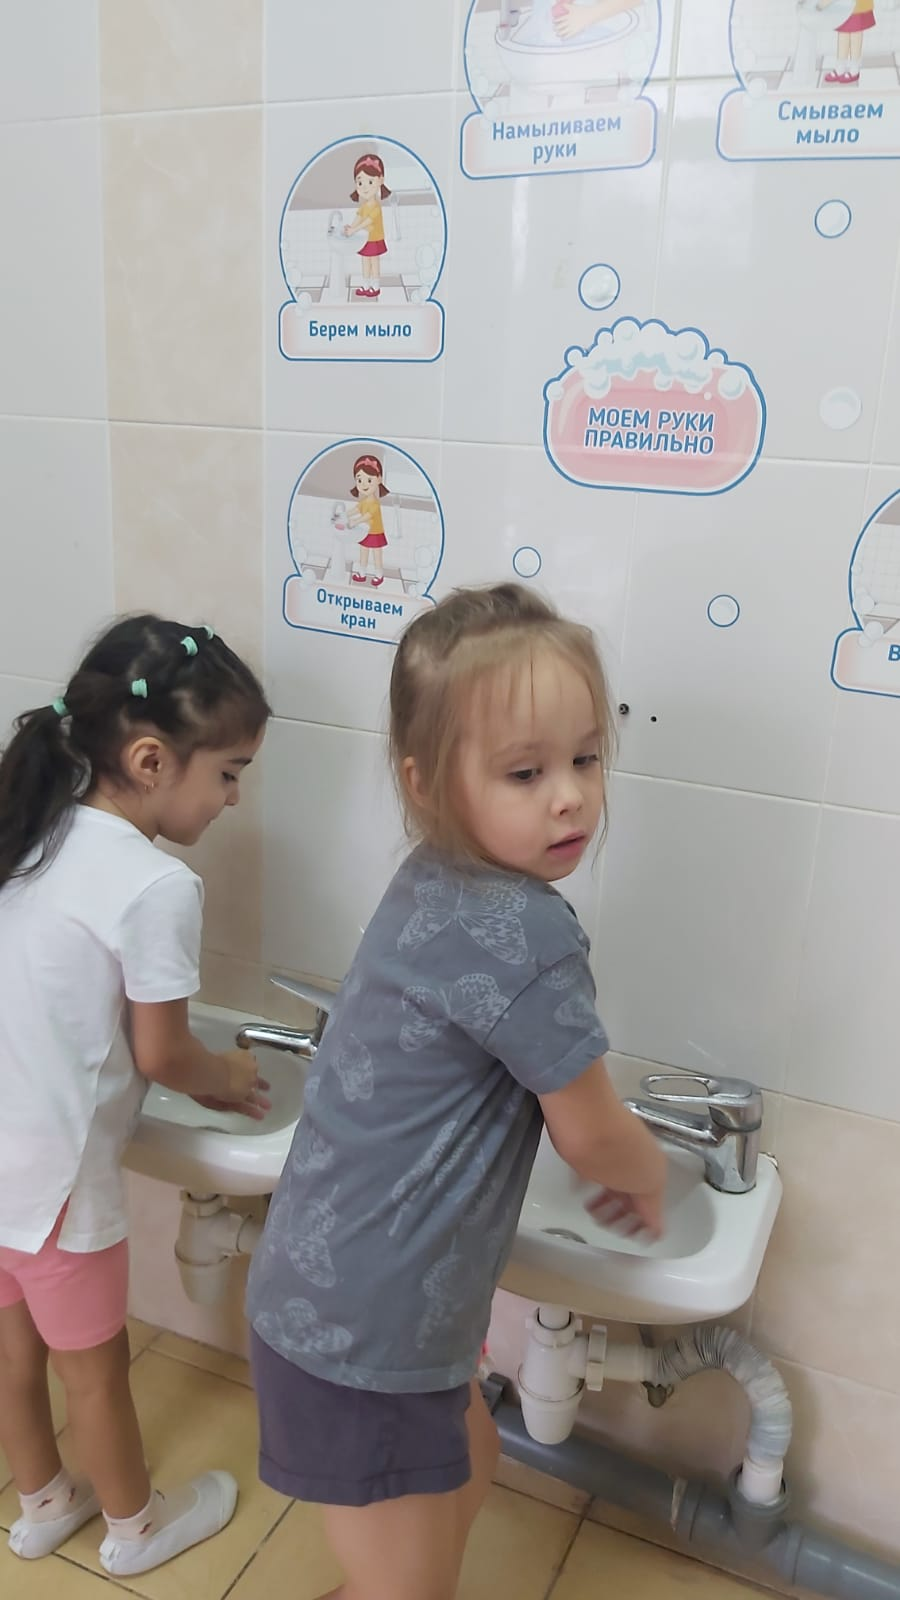 Намыливаем
руки
Смываем
мыло
Берем мыло
МОЕМ РУКИ
ПРАВИЛЬНО
Открываем
кран